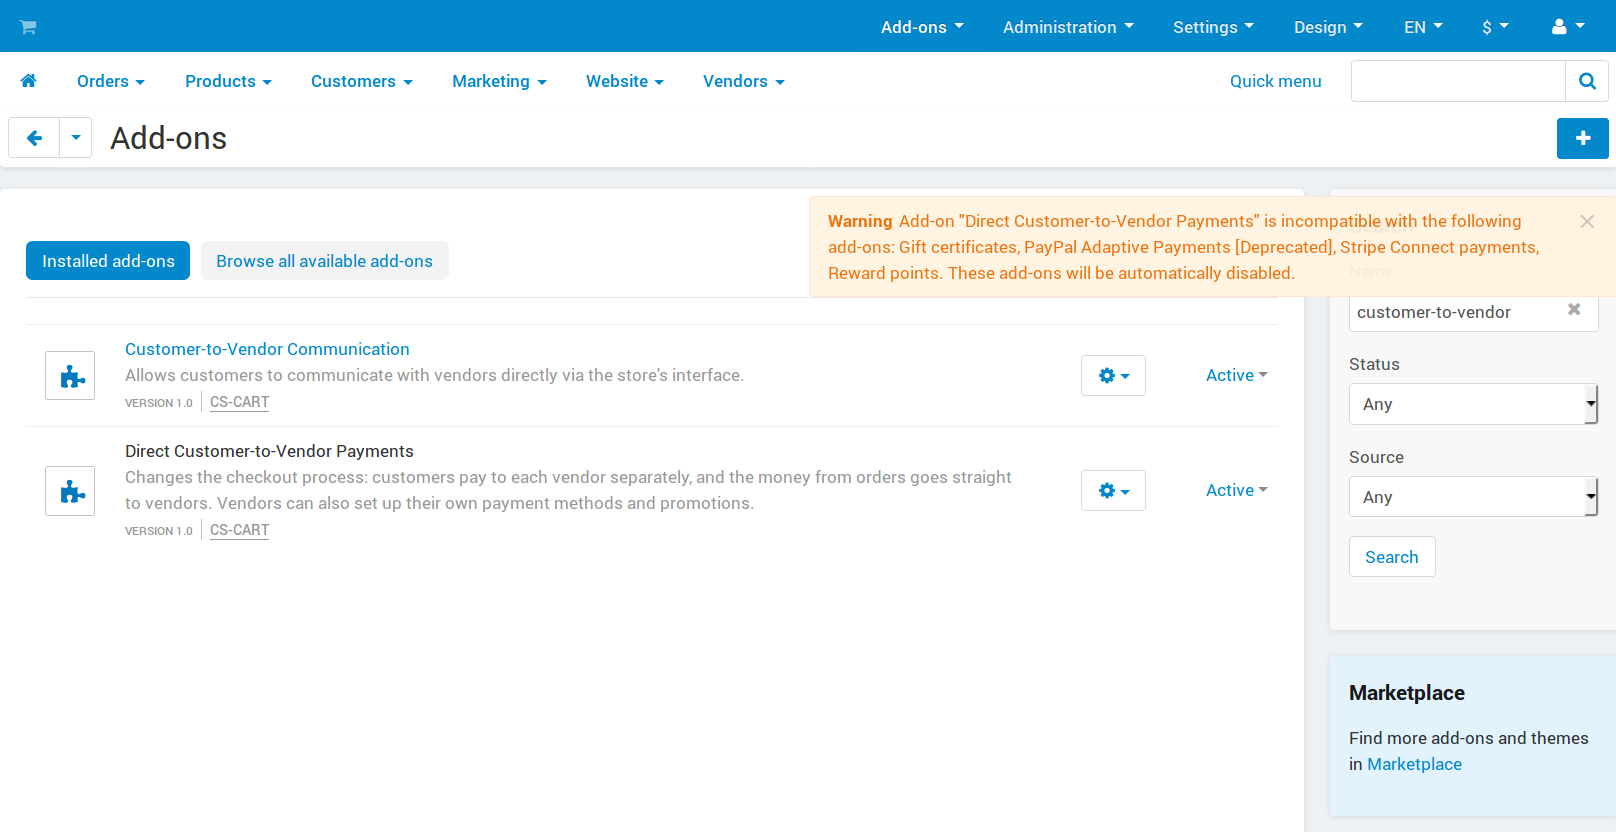 Add-ons Administration Settings Design EN $
Orders Products Customers Marketing Website Vendors Quick menu
Add-ons
Warning Add-on "Direct Customer-to-Vendor Payments" is incompatible with the following
add-ons: Gift certificates, PayPal Adaptive Payments [Deprecated], Stripe Connect payments,
Reward points. These add-ons will be automatically disabled.
Installed add-ons Browse all available add-ons
Customer-to-Vendor Communication
Allows customers to communicate with vendors directly via the store's interface.
VERSION 1.0 CS-CART
Active
Direct Customer-to-Vendor Payments
Changes the checkout process: customers pay to each vendor separately, and the money from orders goes straight
to vendors. Vendors can also set up their own payment methods and promotions.
VERSION 1.0 CS-CART
Active
Search
Name
customer-to-vendor
Status
Any
Source
Any
Search
Marketplace
Find more add-ons and themes
in Marketplace